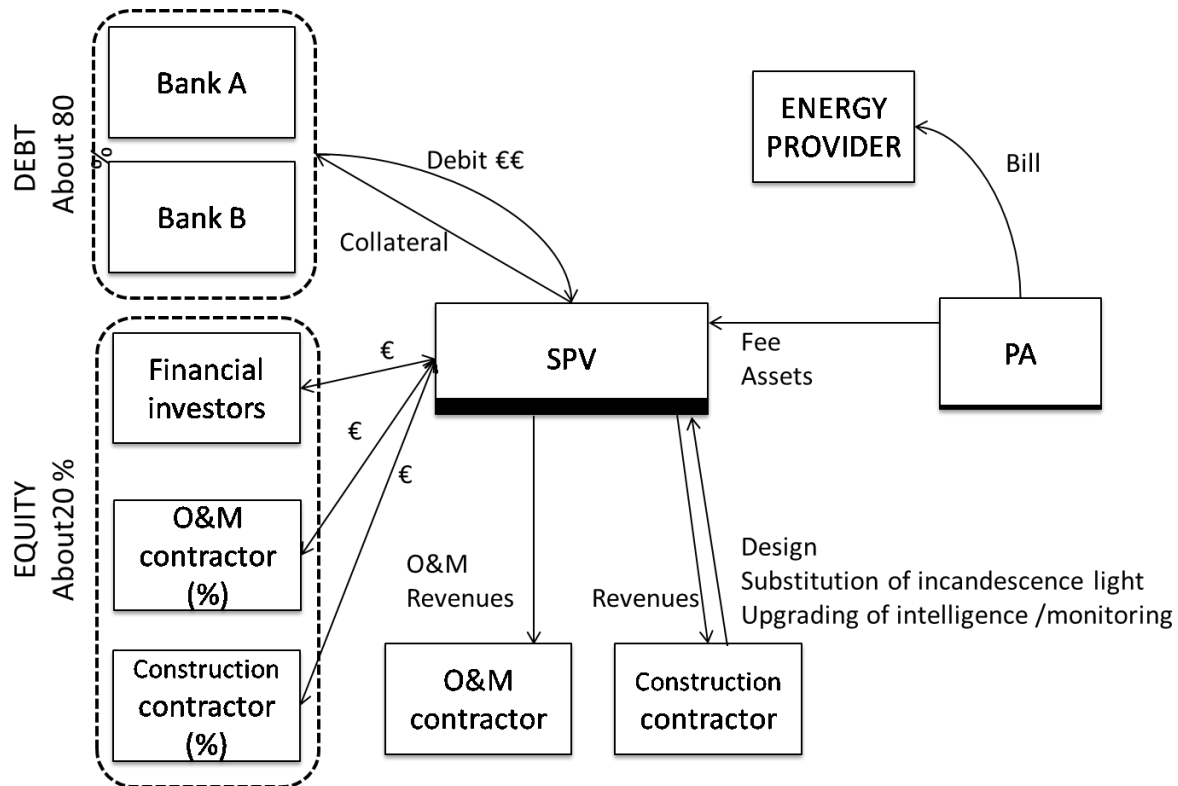 DEBT
About 80
%
Bank A
Bank B
Debit €€
Collateral
ENERGY
PROVIDER
Bill
SPV
Fee
Assets
PA
EQUITY
About20 %
Financial
investors
€
€
€
O&M
contractor
(%)
Construction
contractor
(%)
O&M
Revenues
Revenues
Design
Substitution of incandescence light
Upgrading of intelligence /monitoring
O&M
contractor
Construction
contractor